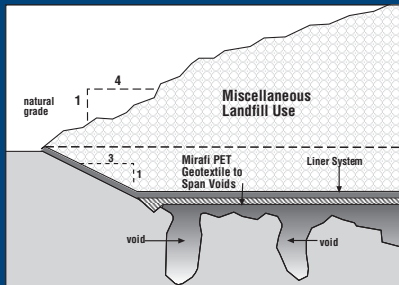 4
1
natural
grade
Miscellaneous
Landfill Use
3
1
Mirafi PET
Geotextile to
Span Voids
Liner System
void
void